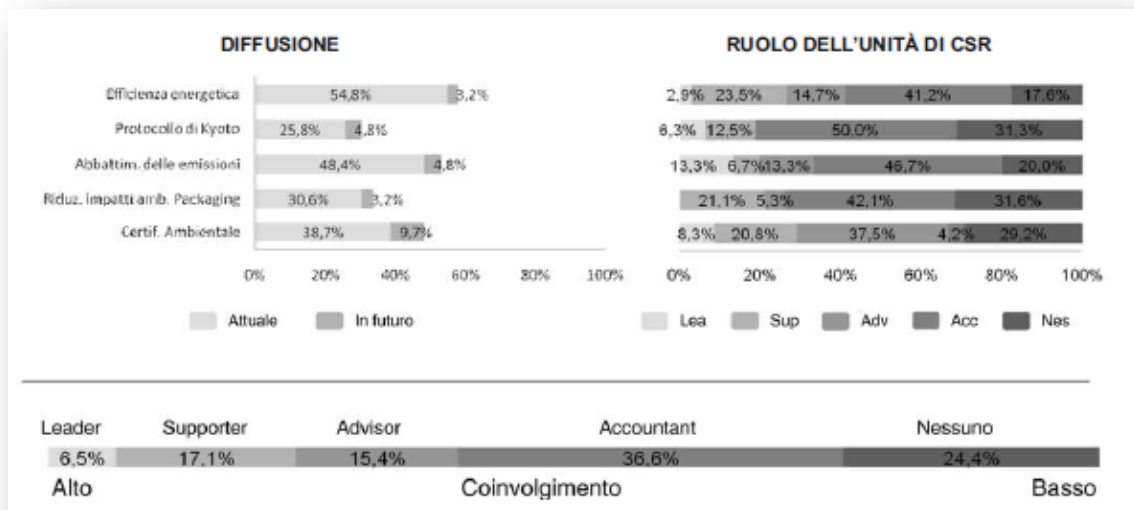 DIFFUSIONE
RUOLO DELL'UNITÀ DI CSR
Efficienza energetica 54,8% 3,2%
2,9% 23,5% 14,7% 41,2% 17,6%
Protocollo di Kyoto 25,8% 4,8%
6,3% 12,5% 50,0% 31,3%
Abbattim. delle emissioni 48,4% 4,8%
13,3% 6,7%13,3% 46,7% 20,0%
Riduz. impatti amb. Packaging 30,6% 3,2%
21,1% 5,3% 42,1% 31,6%
Certif. Ambientale 38,7% 9,7%
8,3% 20,8% 37,5% 4,2% 29,2%
0% 20% 40% 60% 80% 100%
0% 20% 40% 60% 80% 100%
Attuale In futuro
Lea Sup Adv Acc Nes
Leader Supporter Advisor Accountant Nessuno
6,5% 17,1% 15,4% 36,6% 24,4%
Alto Coinvolgimento Basso